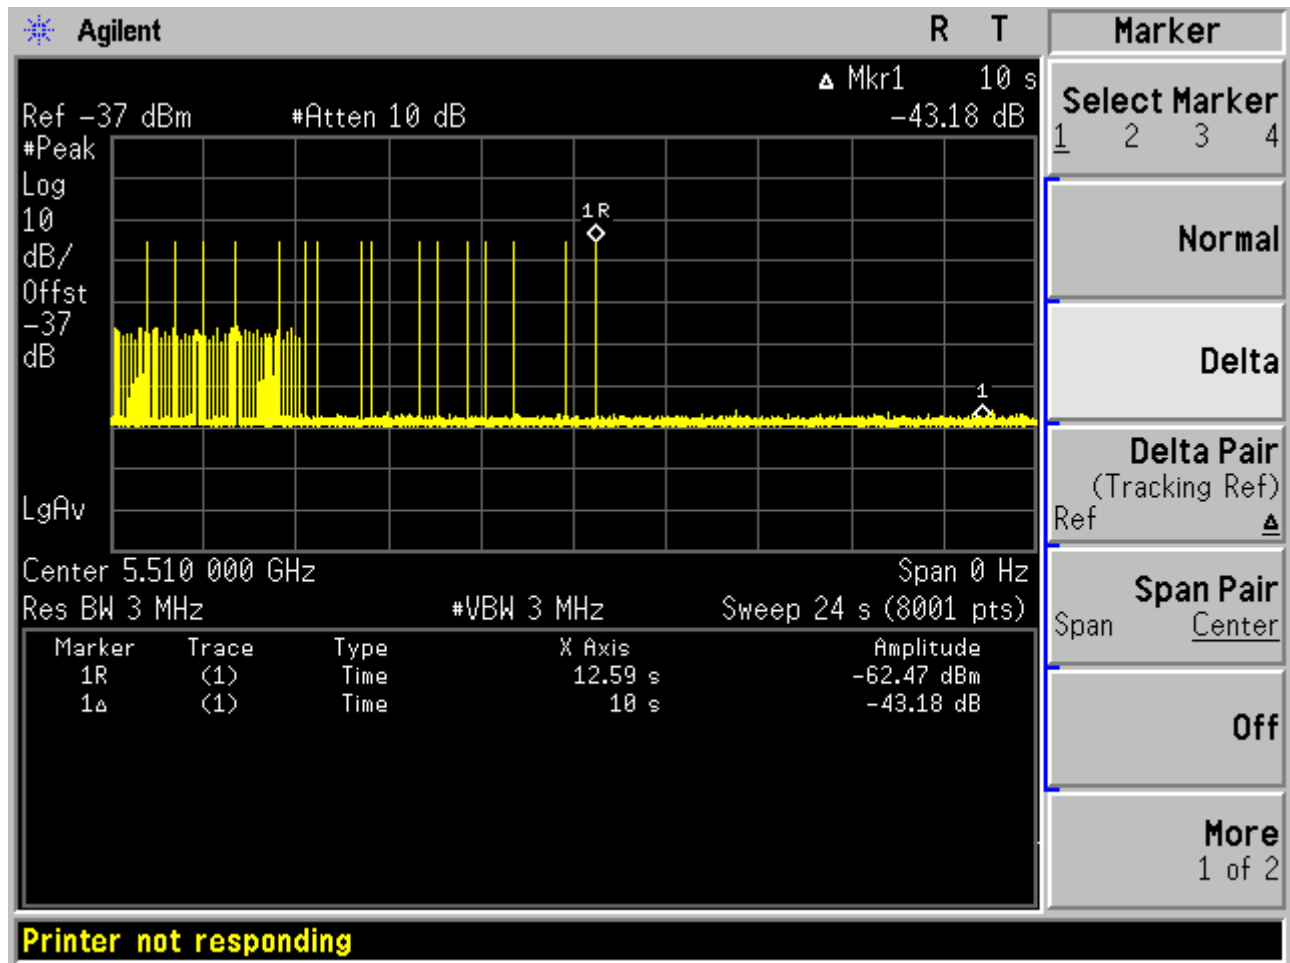 Agilent R T
Marker
▵ Mkr1 10 s
Ref -37 dBm #Atten 10 dB -43.18 dB
#Peak
Log
10
dB/
Offst
-37
dB
1R
1
LgAv
Center 5.510 000 GHz Span 0 Hz
Res BW 3 MHz #VBW 3 MHz Sweep 24 s (8001 pts)
Marker Trace Type X Axis Amplitude
1R (1) Time 12.59 s -62.47 dBm
1▵ (1) Time 10 s -43.18 dB
Select Marker
1 2 3 4
Normal
Delta
Delta Pair
(Tracking Ref)
Ref ▵
Span Pair
Span Center
Off
More
1 of 2
Printer not responding